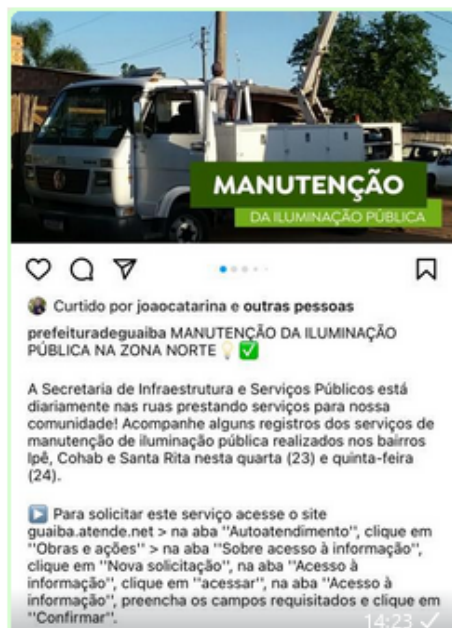 MANUTENÇÃO
DA ILUMINAÇÃO PÚBLICA
Curtido por joaocatarina e outras pessoas
prefeituradeguaiba MANUTENÇÃO DA ILUMINAÇÃO
PÚBLICA NA ZONA NORTE 💡 ✅
A Secretaria de Infraestrutura e Serviços Públicos está
diariamente nas ruas prestando serviços para nossa
comunidade! Acompanhe alguns registros dos serviços de
manutenção de iluminação pública realizados nos bairros
Ipê, Cohab e Santa Rita nesta quarta (23) e quinta-feira
(24).
▶️ Para solicitar este serviço acesse o site
guaiba.atende.net > na aba "Autoatendimento", clique em
"Obras e ações" > na aba "Sobre acesso à informação",
clique em "Nova solicitação", na aba "Acesso à
informação", clique em "acessar", na aba "Acesso à
informação", preencha os campos requisitados e clique em
"Confirmar".
14:23